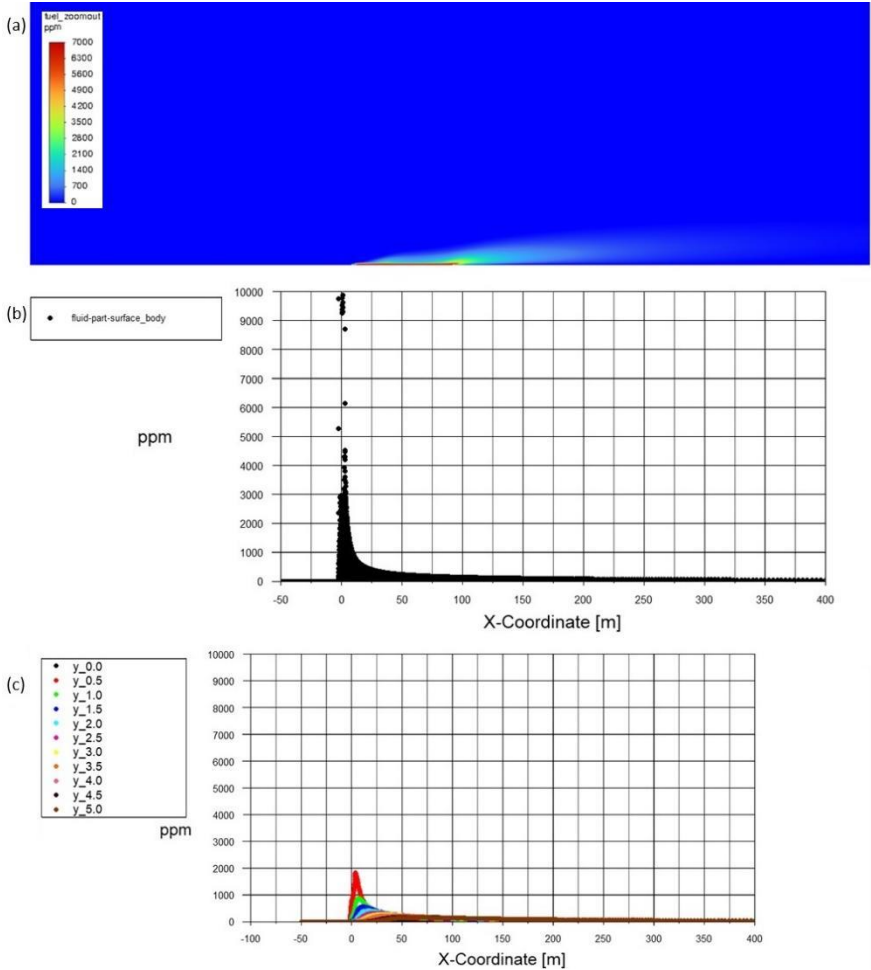 (a)
fuel_zoomout
ppm
7000
6300
5600
4900
4200
3500
2800
2100
1400
700
0
(b)
fluid-part-surface_body
ppm
10000
9000
8000
7000
6000
5000
4000
3000
2000
1000
0
-50 0 50 100 150 200 250 300 350 400
X-Coordinate [m]
(c)
y_0.0
y_0.5
y_1.0
y_1.5
y_2.0
y_2.5
y_3.0
y_3.5
y_4.0
y_4.5
y_5.0
ppm
10000
9000
8000
7000
6000
5000
4000
3000
2000
1000
0
-100 -50 0 50 100 150 200 250 300 350 400
X-Coordinate [m]